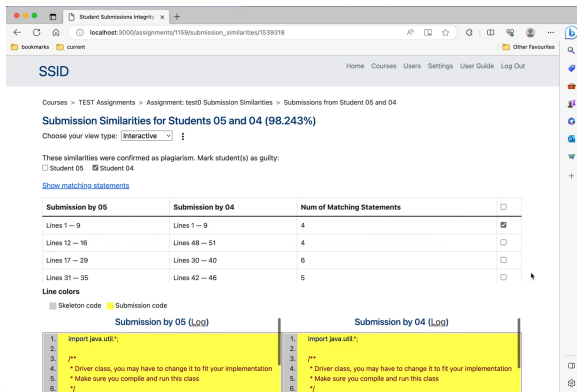 Student Submissions Integrity
localhost:3000/assignments/1159/submission_similarities/1539318
bookmarks current Other Favourites
SSID Home Courses Users Settings User Guide Log Out
Courses > TEST Assignments > Assignment: test0 Submission Similarities > Submissions from Student 05 and 04
Submission Similarities for Students 05 and 04 (98.243%)
Choose your view type: Interactive
These similarities were confirmed as plagiarism. Mark student(s) as guilty:
Student 05 Student 04
Show matching statements
Submission by 05 Submission by 04 Num of Matching Statements
Lines 1 — 9 Lines 1 — 9 4
Lines 12 — 16 Lines 48 — 51 4
Lines 17 — 29 Lines 30 — 40 6
Lines 31 — 35 Lines 42 — 46 5
Line colors
Skeleton code Submission code
Submission by 05 (Log) Submission by 04 (Log)
1. import java.util.*; 1. import java.util.*;
2. 2.
3. /** 3. /**
4. * Driver class, you may have to change it to fit your implementation 4. * Driver class, you may have to change it to fit your implementation
5. * Make sure you compile and run this class 5. * Make sure you compile and run this class
6. */ 6. */